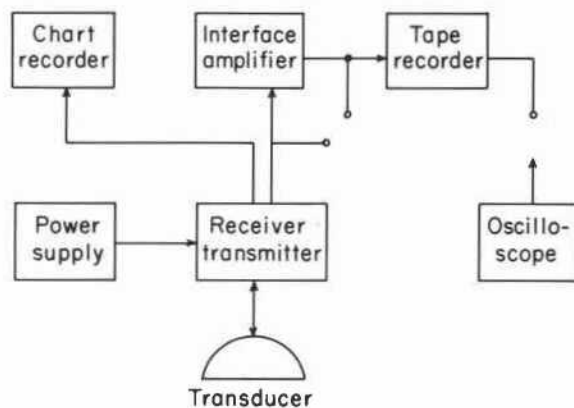 Chart
recorder
Interface
amplifier
Tape
recorder
Power
supply
Receiver
transmitter
Oscillo-
scope
Transducer